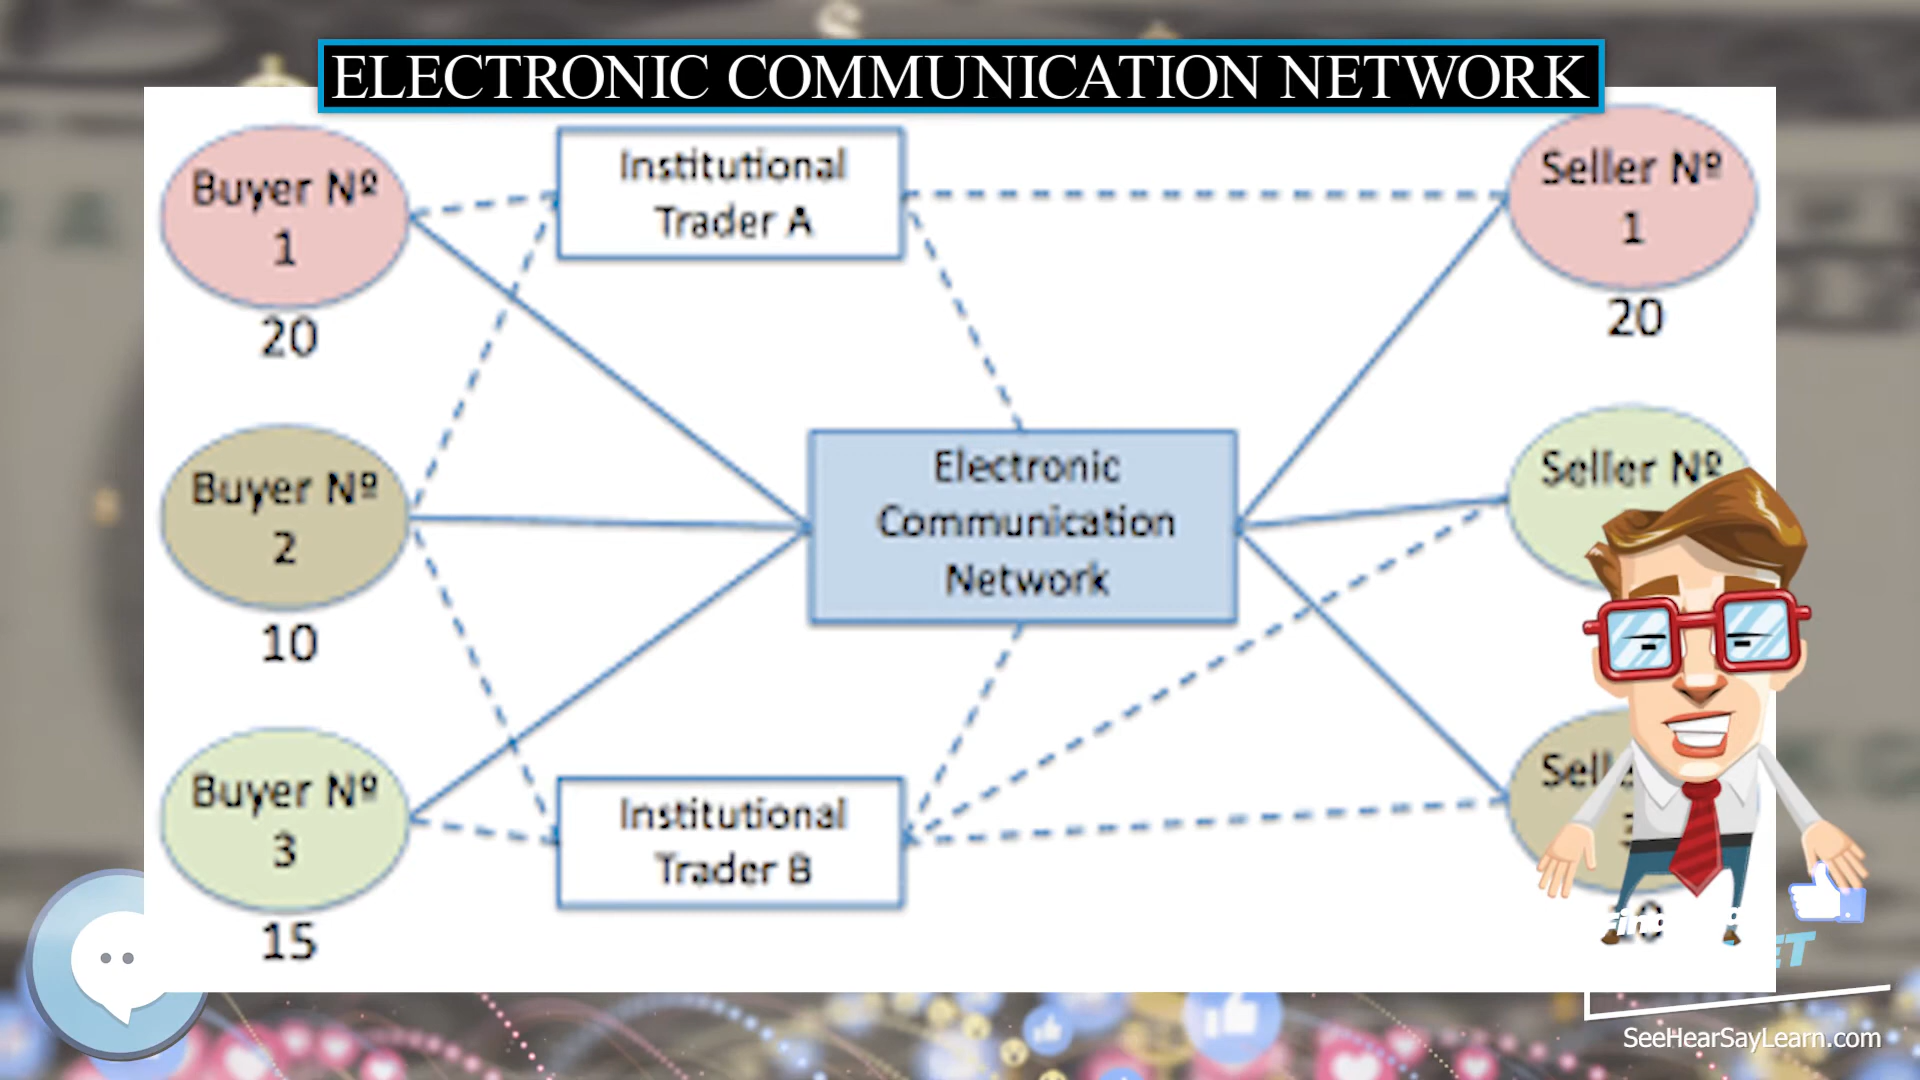 ELECTRONIC COMMUNICATION NETWORK
Buyer Nº
1
20
Institutional
Trader A
Seller Nº
1
20
Buyer Nº
2
10
Electronic
Communication
Network
Seller Nº
Buyer Nº
3
15
Institutional
Trader B
SeeHearSayLearn.com